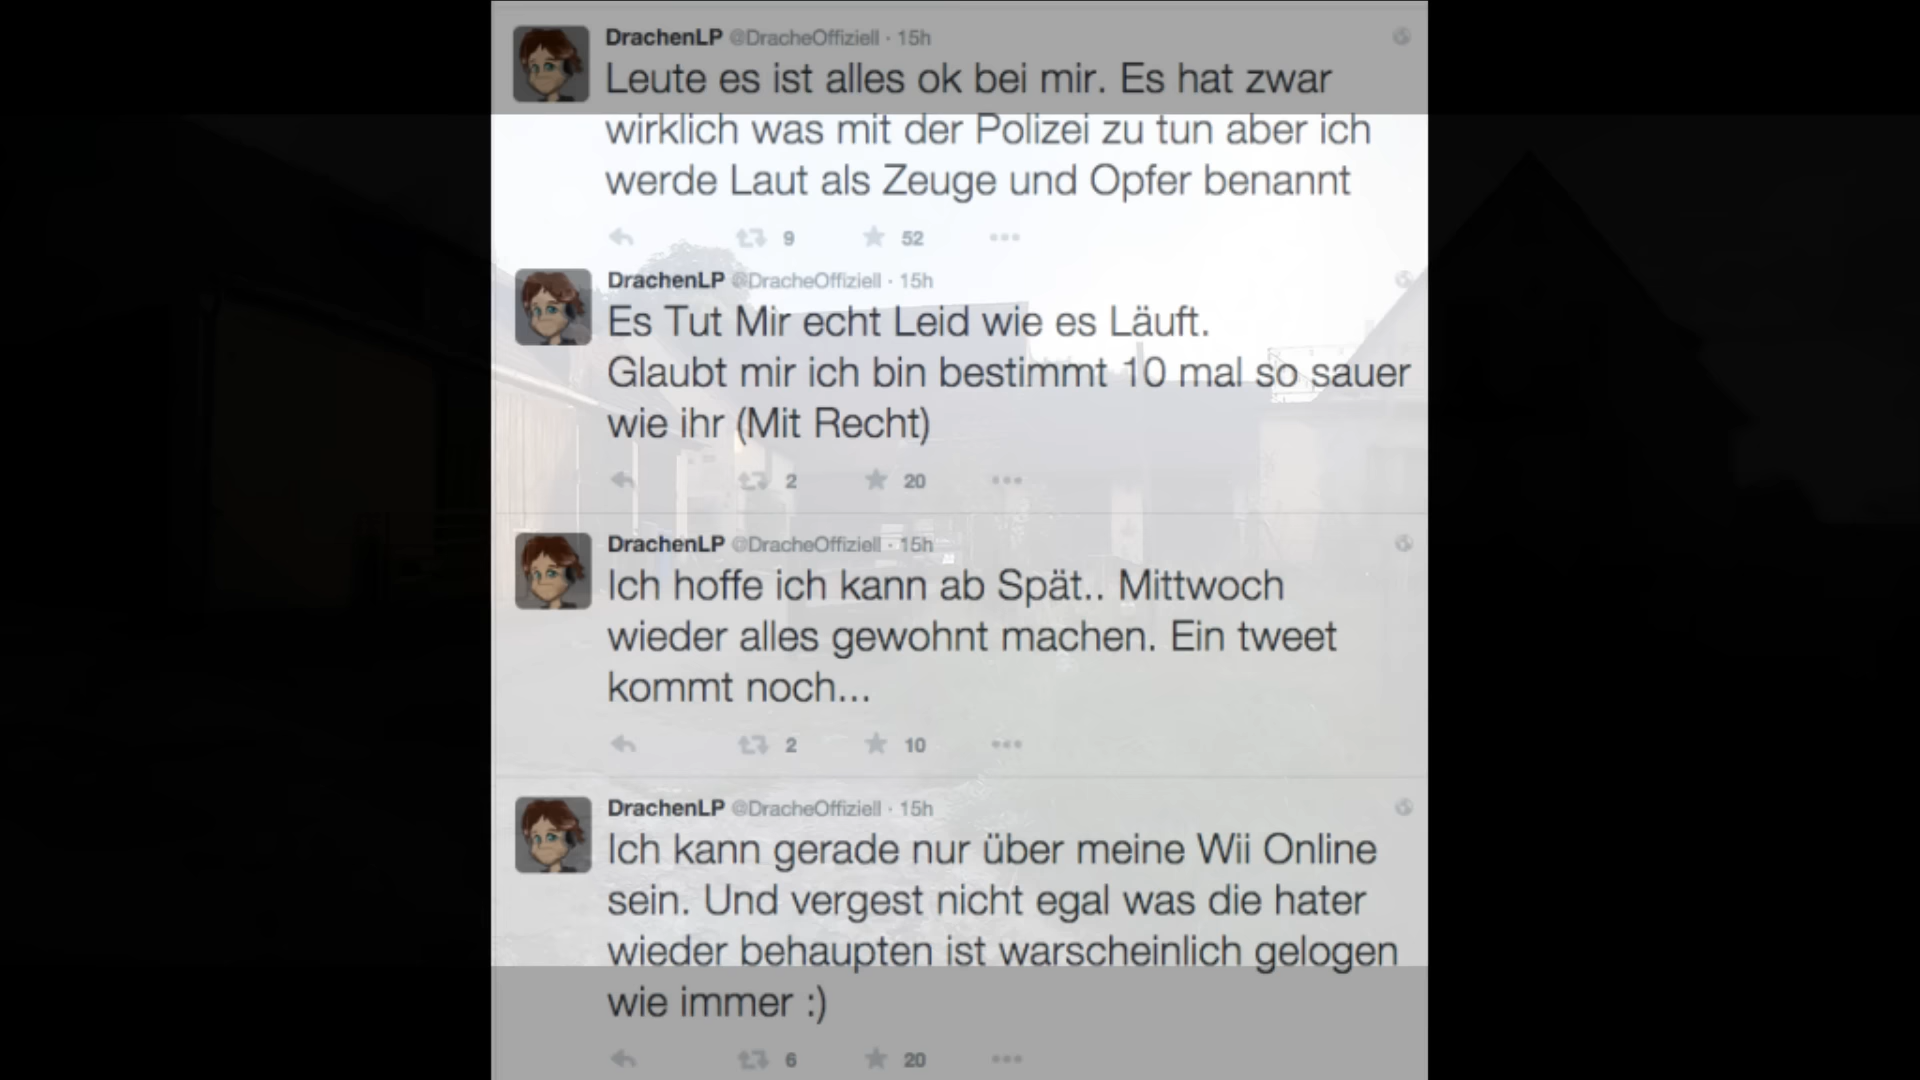 DrachenLP @DracheOffiziell · 15h
Leute es ist alles ok bei mir. Es hat zwar
wirklich was mit der Polizei zu tun aber ich
werde Laut als Zeuge und Opfer benannt
9 52
DrachenLP @DracheOffiziell · 15h
Es Tut Mir echt Leid wie es Läuft.
Glaubt mir ich bin bestimmt 10 mal so sauer
wie ihr (Mit Recht)
2 20
DrachenLP @DracheOffiziell · 15h
Ich hoffe ich kann ab Spät.. Mittwoch
wieder alles gewohnt machen. Ein tweet
kommt noch...
2 10
DrachenLP @DracheOffiziell · 15h
Ich kann gerade nur über meine Wii Online
sein. Und vergest nicht egal was die hater
wieder behaupten ist warscheinlich gelogen
wie immer :)
6 20